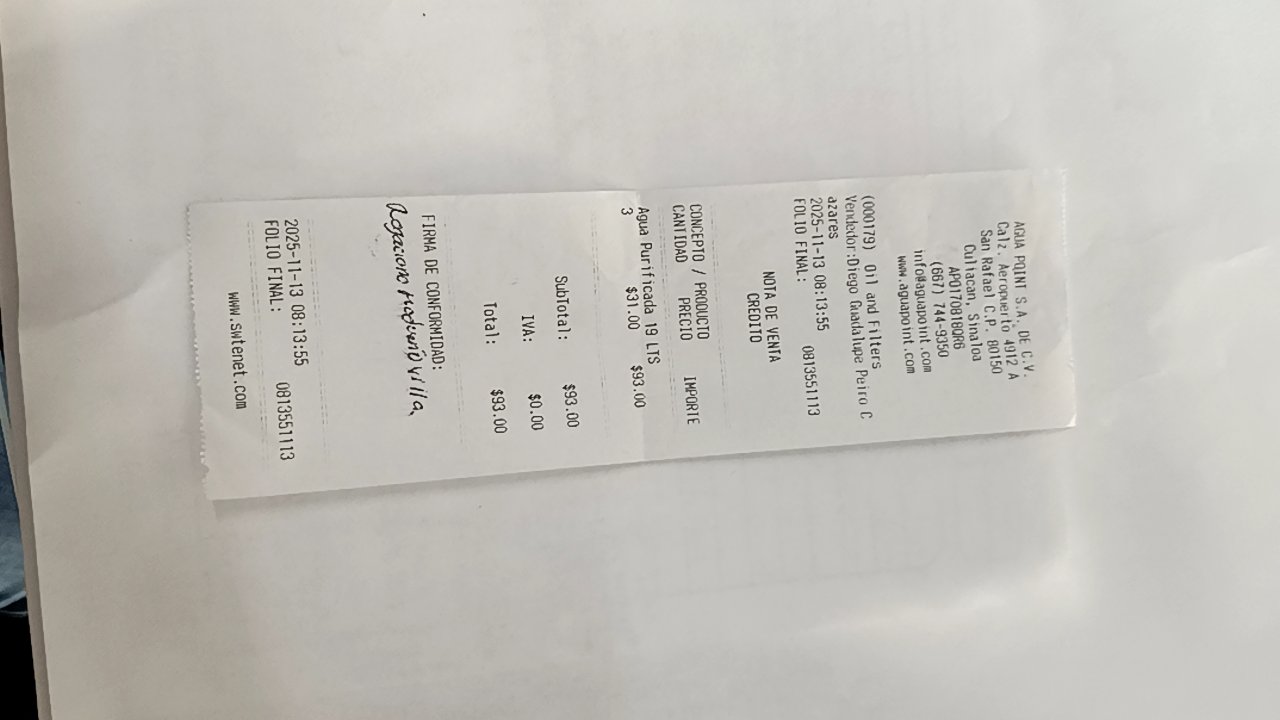 AGUA POINT S.A. DE C.V.
Calz. Aeropuerto 4912 A
San Rafael C.P. 80150
Culiacan, Sinaloa
APO170818QR6
(667) 744-9350
info@aguapoint.com
www.aguapoint.com
(000179) Oil and Filters
Vendedor:Diego Guadalupe Peiro C
azares
2025-11-13 08:13:55
FOLIO FINAL: 0813551113
NOTA DE VENTA
CREDITO
CONCEPTO / PRODUCTO
CANTIDAD PRECIO IMPORTE
Agua Purificada 19 LTS
3 $31.00 $93.00
SubTotal: $93.00
IVA: $0.00
Total: $93.00
FIRMA DE CONFORMIDAD:
2025-11-13 08:13:55
FOLIO FINAL: 0813551113
www.swtenet.com